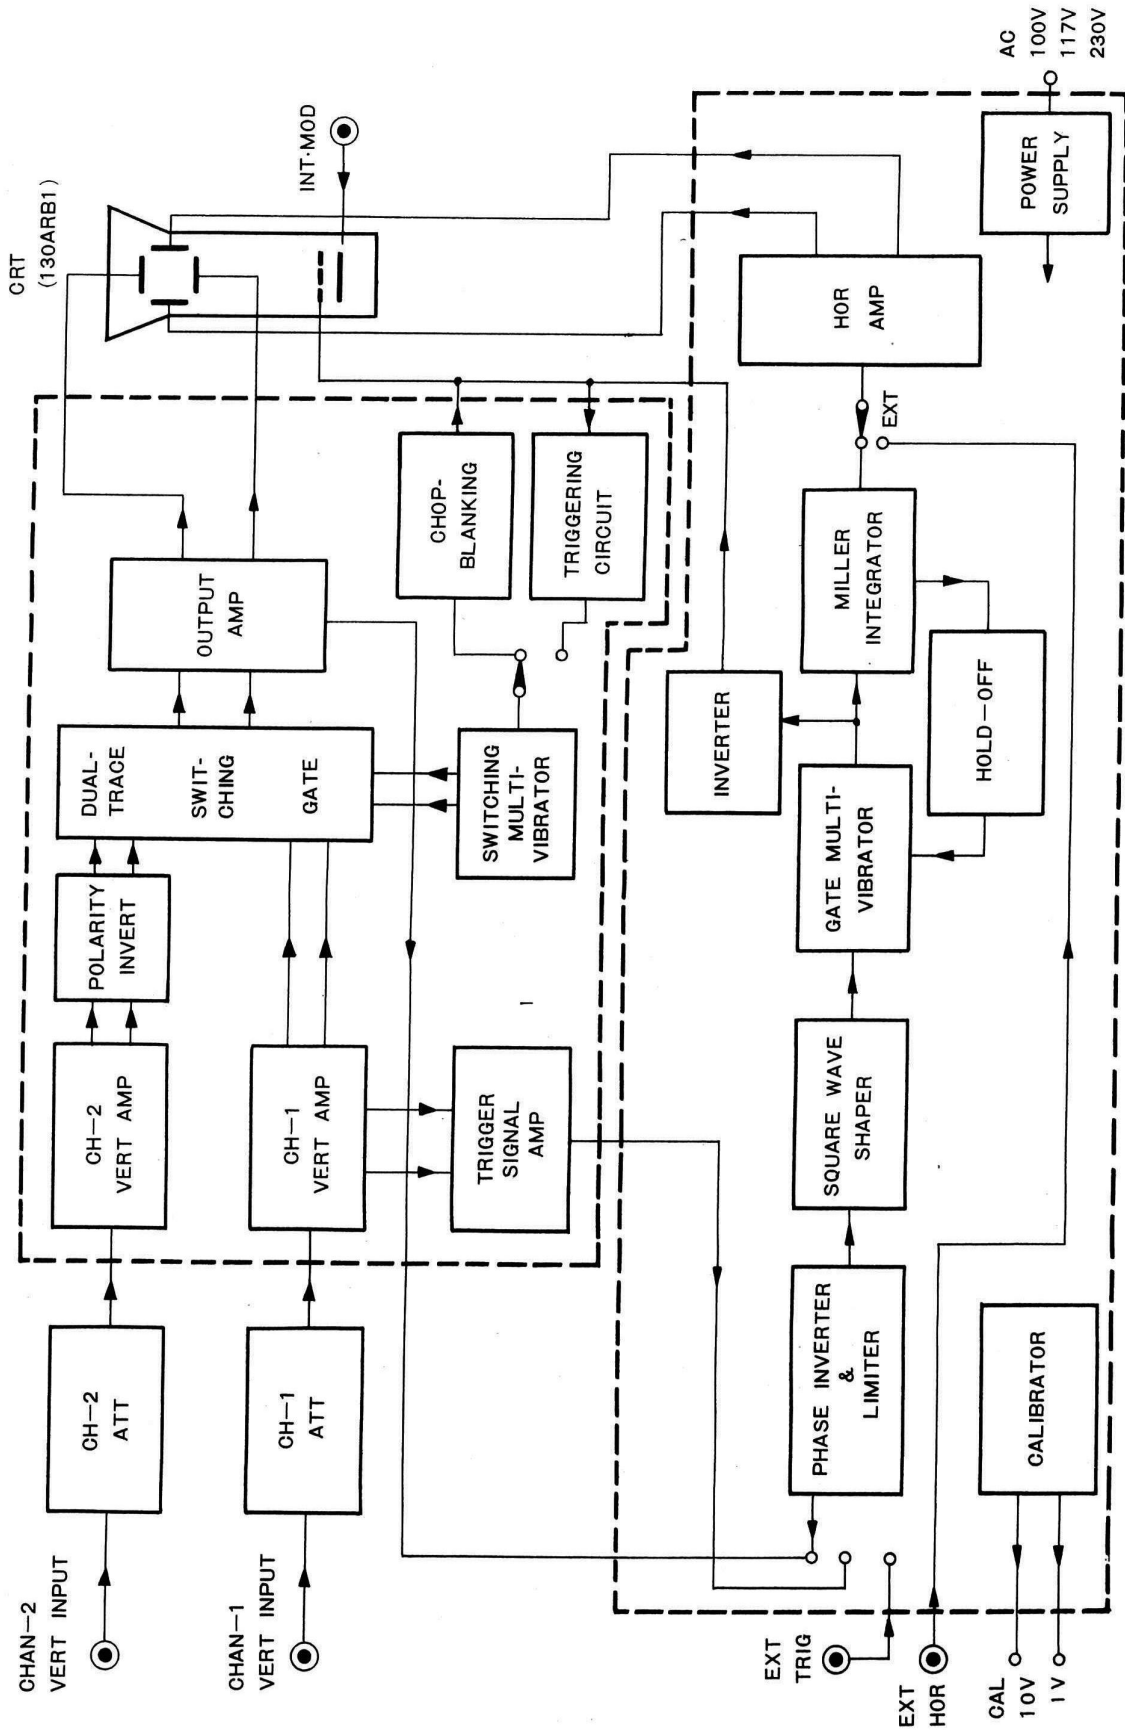 CHAN-2
VERT INPUT
CH-2
ATT
CH-2
VERT AMP
POLARITY
INVERT
DUAL-
TRACE
SWIT-
CHING
GATE
OUTPUT
AMP
CRT
(130ARB1)
INT·MOD
CHAN-1
VERT INPUT
CH-1
ATT
CH-1
VERT AMP
TRIGGER
SIGNAL
AMP
SWITCHING
MULTI-
VIBRATOR
CHOP-
BLANKING
TRIGGERING
CIRCUIT
EXT
TRIG
EXT
HOR
PHASE INVERTER
&
LIMITER
SQUARE WAVE
SHAPER
GATE MULTI-
VIBRATOR
INVERTER
MILLER
INTEGRATOR
HOLD-OFF
EXT
HOR
AMP
CAL
10V
1V
CALIBRATOR
POWER
SUPPLY
AC
100V
117V
230V